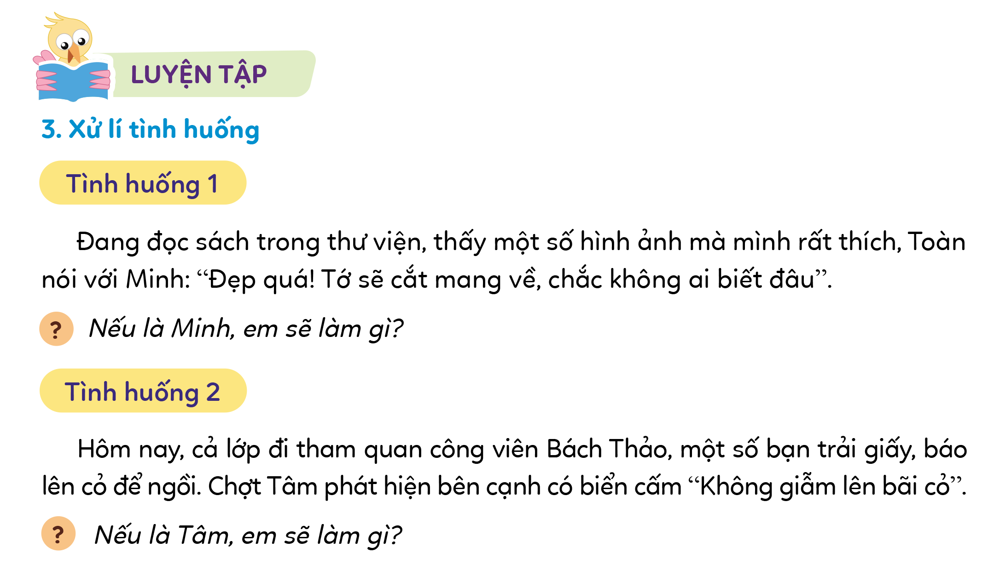 LUYỆN TẬP
3. Xử lí tình huống
Tình huống 1
Đang đọc sách trong thư viện, thấy một số hình ảnh mà mình rất thích, Toàn
nói với Minh: “Đẹp quá! Tớ sẽ cắt mang về, chắc không ai biết đâu”.
? Nếu là Minh, em sẽ làm gì?
Tình huống 2
Hôm nay, cả lớp đi tham quan công viên Bách Thảo, một số bạn trải giấy, báo
lên cỏ để ngồi. Chợt Tâm phát hiện bên cạnh có biển cấm “Không giẫm lên bãi cỏ”.
? Nếu là Tâm, em sẽ làm gì?